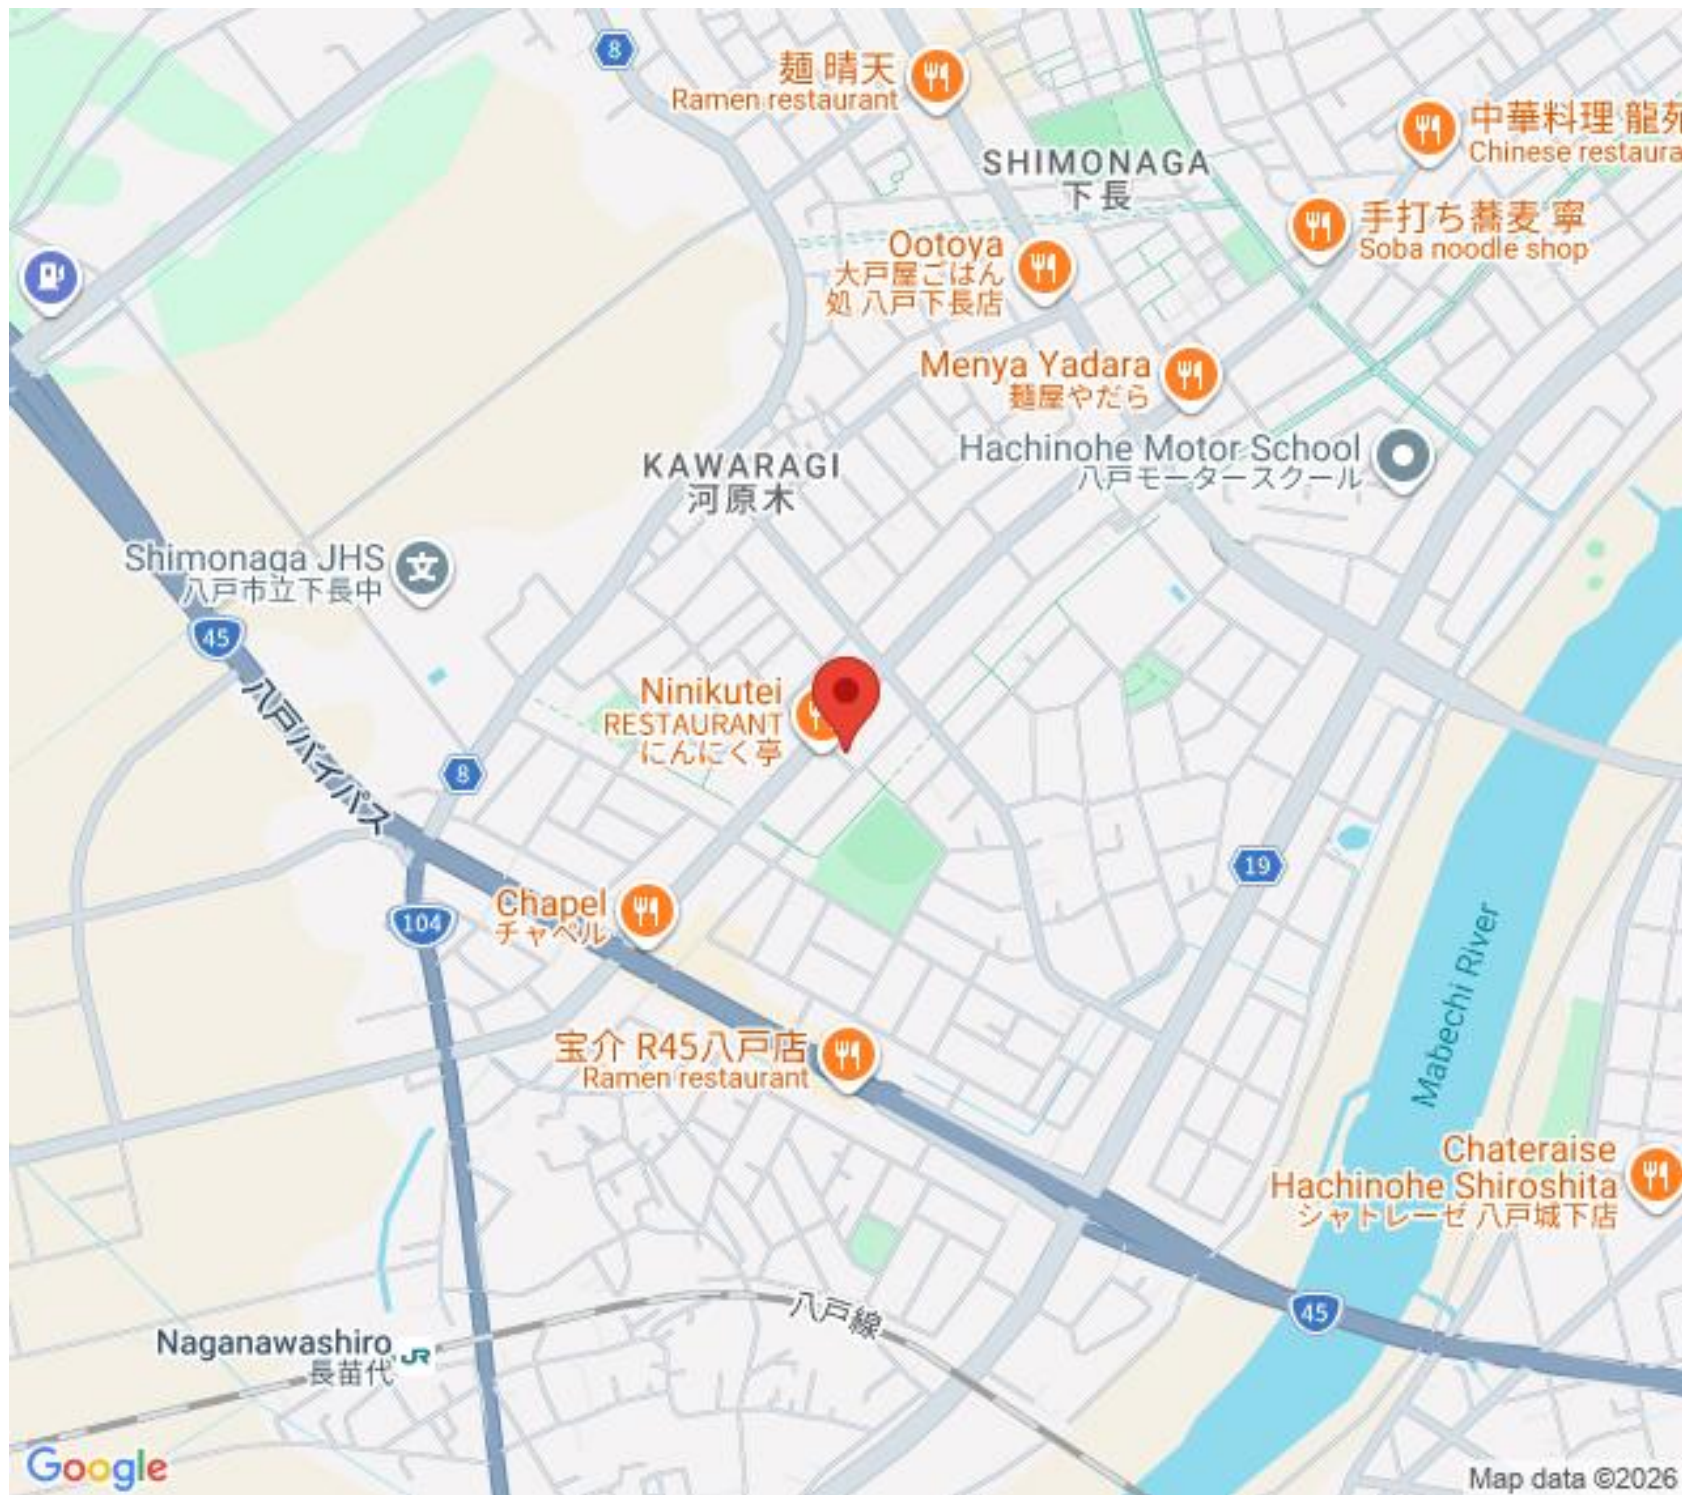 8
麺 晴天
Ramen restaurant
中華料理 龍苑
Chinese restaura
SHIMONAGA
下長
手打ち蕎麦 寧
Soba noodle shop
Ootoya
大戸屋ごはん
処 八戸下長店
Menya Yadara
麺屋やだら
Hachinohe Motor School
八戸モータースクール
KAWARAGI
河原木
Shimonaga JHS
八戸市立下長中
文
45
八戸バイパス
Ninikutei
RESTAURANT
にんにく亭
8
19
Chapel
チャペル
104
Mabechi River
宝介 R45八戸店
Ramen restaurant
Chateraise
Hachinohe Shiroshita
シャトレーゼ 八戸城下店
八戸線
45
Naganawashiro
長苗代
JR
Google
Map data ©2026